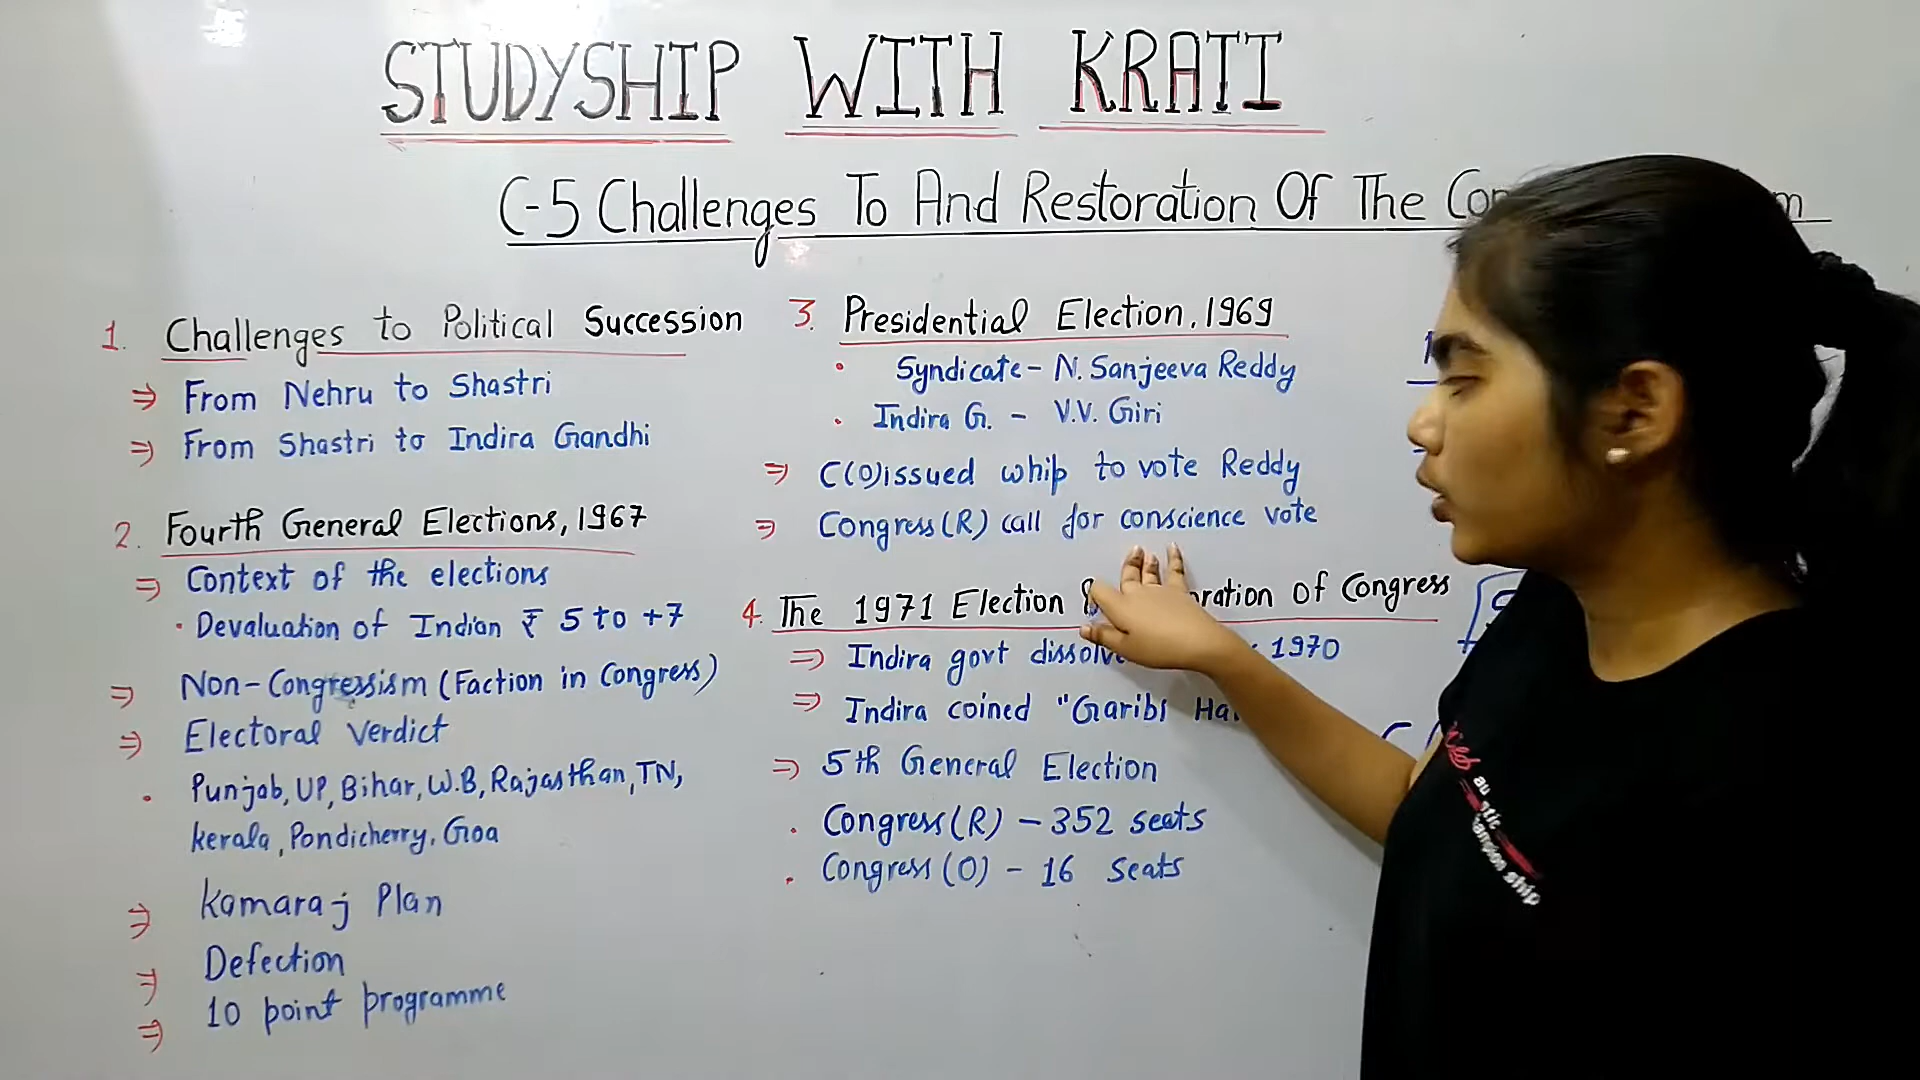 STUDYSHIP WITH KRATI
C-5 Challenges To And Restoration Of The
1. Challenges to Political Succession
⇒ From Nehru to Shastri
⇒ From Shastri to Indira Gandhi
2. Fourth General Elections, 1967
⇒ Context of the elections
• Devaluation of Indian ₹ 5 to +7
⇒ Non-Congressism (Faction in Congress)
⇒ Electoral Verdict
• Punjab, UP, Bihar, W.B, Rajasthan, TN,
Kerala, Pondicherry, Goa
⇒ Kamaraj Plan
⇒ Defection
⇒ 10 point programme
3. Presidential Election, 1969
• Syndicate - N. Sanjeeva Reddy
• Indira G. - V.V. Giri
⇒ C(O)issued whip to vote Reddy
⇒ Congress(R) call for conscience vote
4. The 1971 Election of Congress
⇒ Indira govt 1970
⇒ Indira coined "Garibi
⇒ 5th General Election
• Congress(R) - 352 seats
• Congress (O) - 16 seats